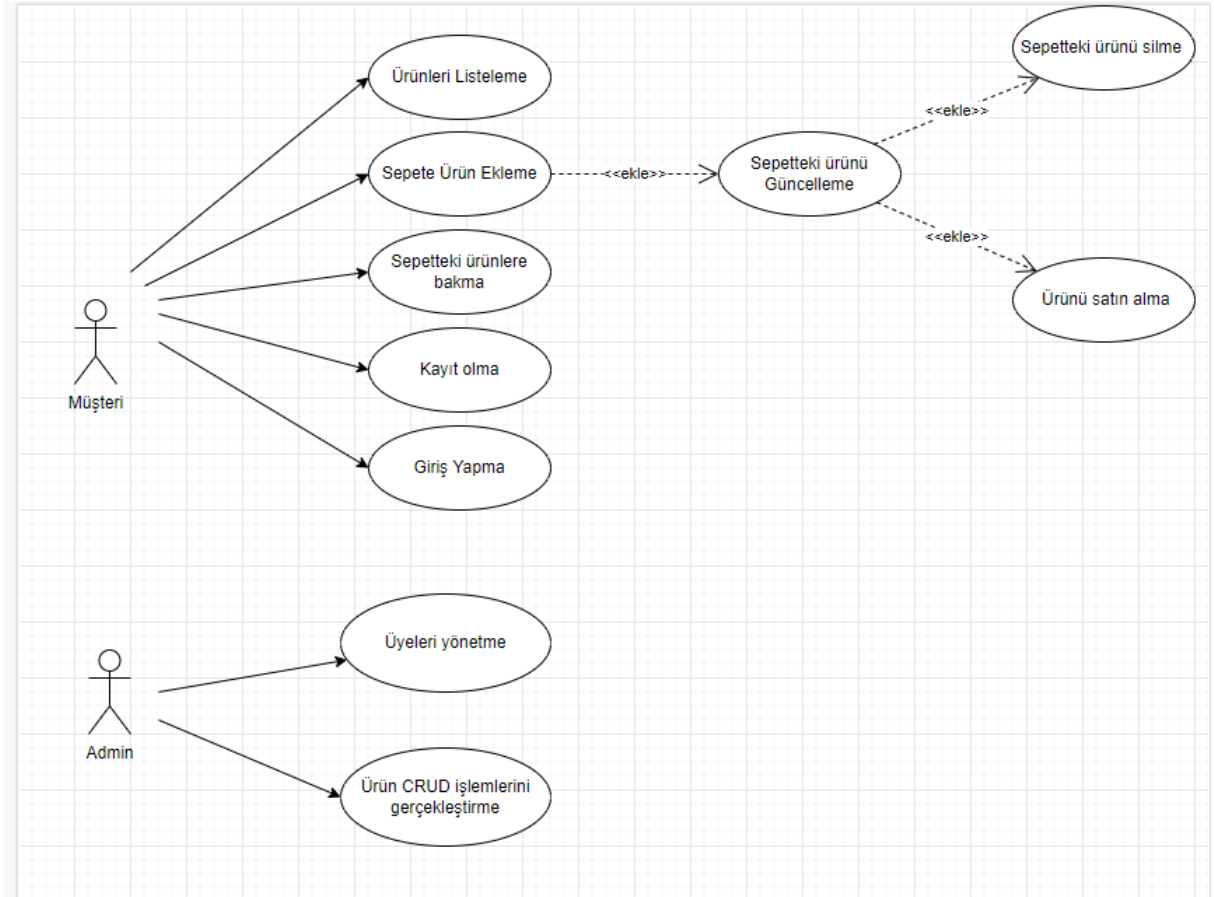 Sepetteki ürünü silme
Ürünleri Listeleme
<<ekle>>
Sepete Ürün Ekleme
<<ekle>>
Sepetteki ürünü
Güncelleme
<<ekle>>
Sepetteki ürünlere
bakma
Ürünü satın alma
Kayıt olma
Müşteri
Giriş Yapma
Üyeleri yönetme
Admin
Ürün CRUD işlemlerini
gerçekleştirme